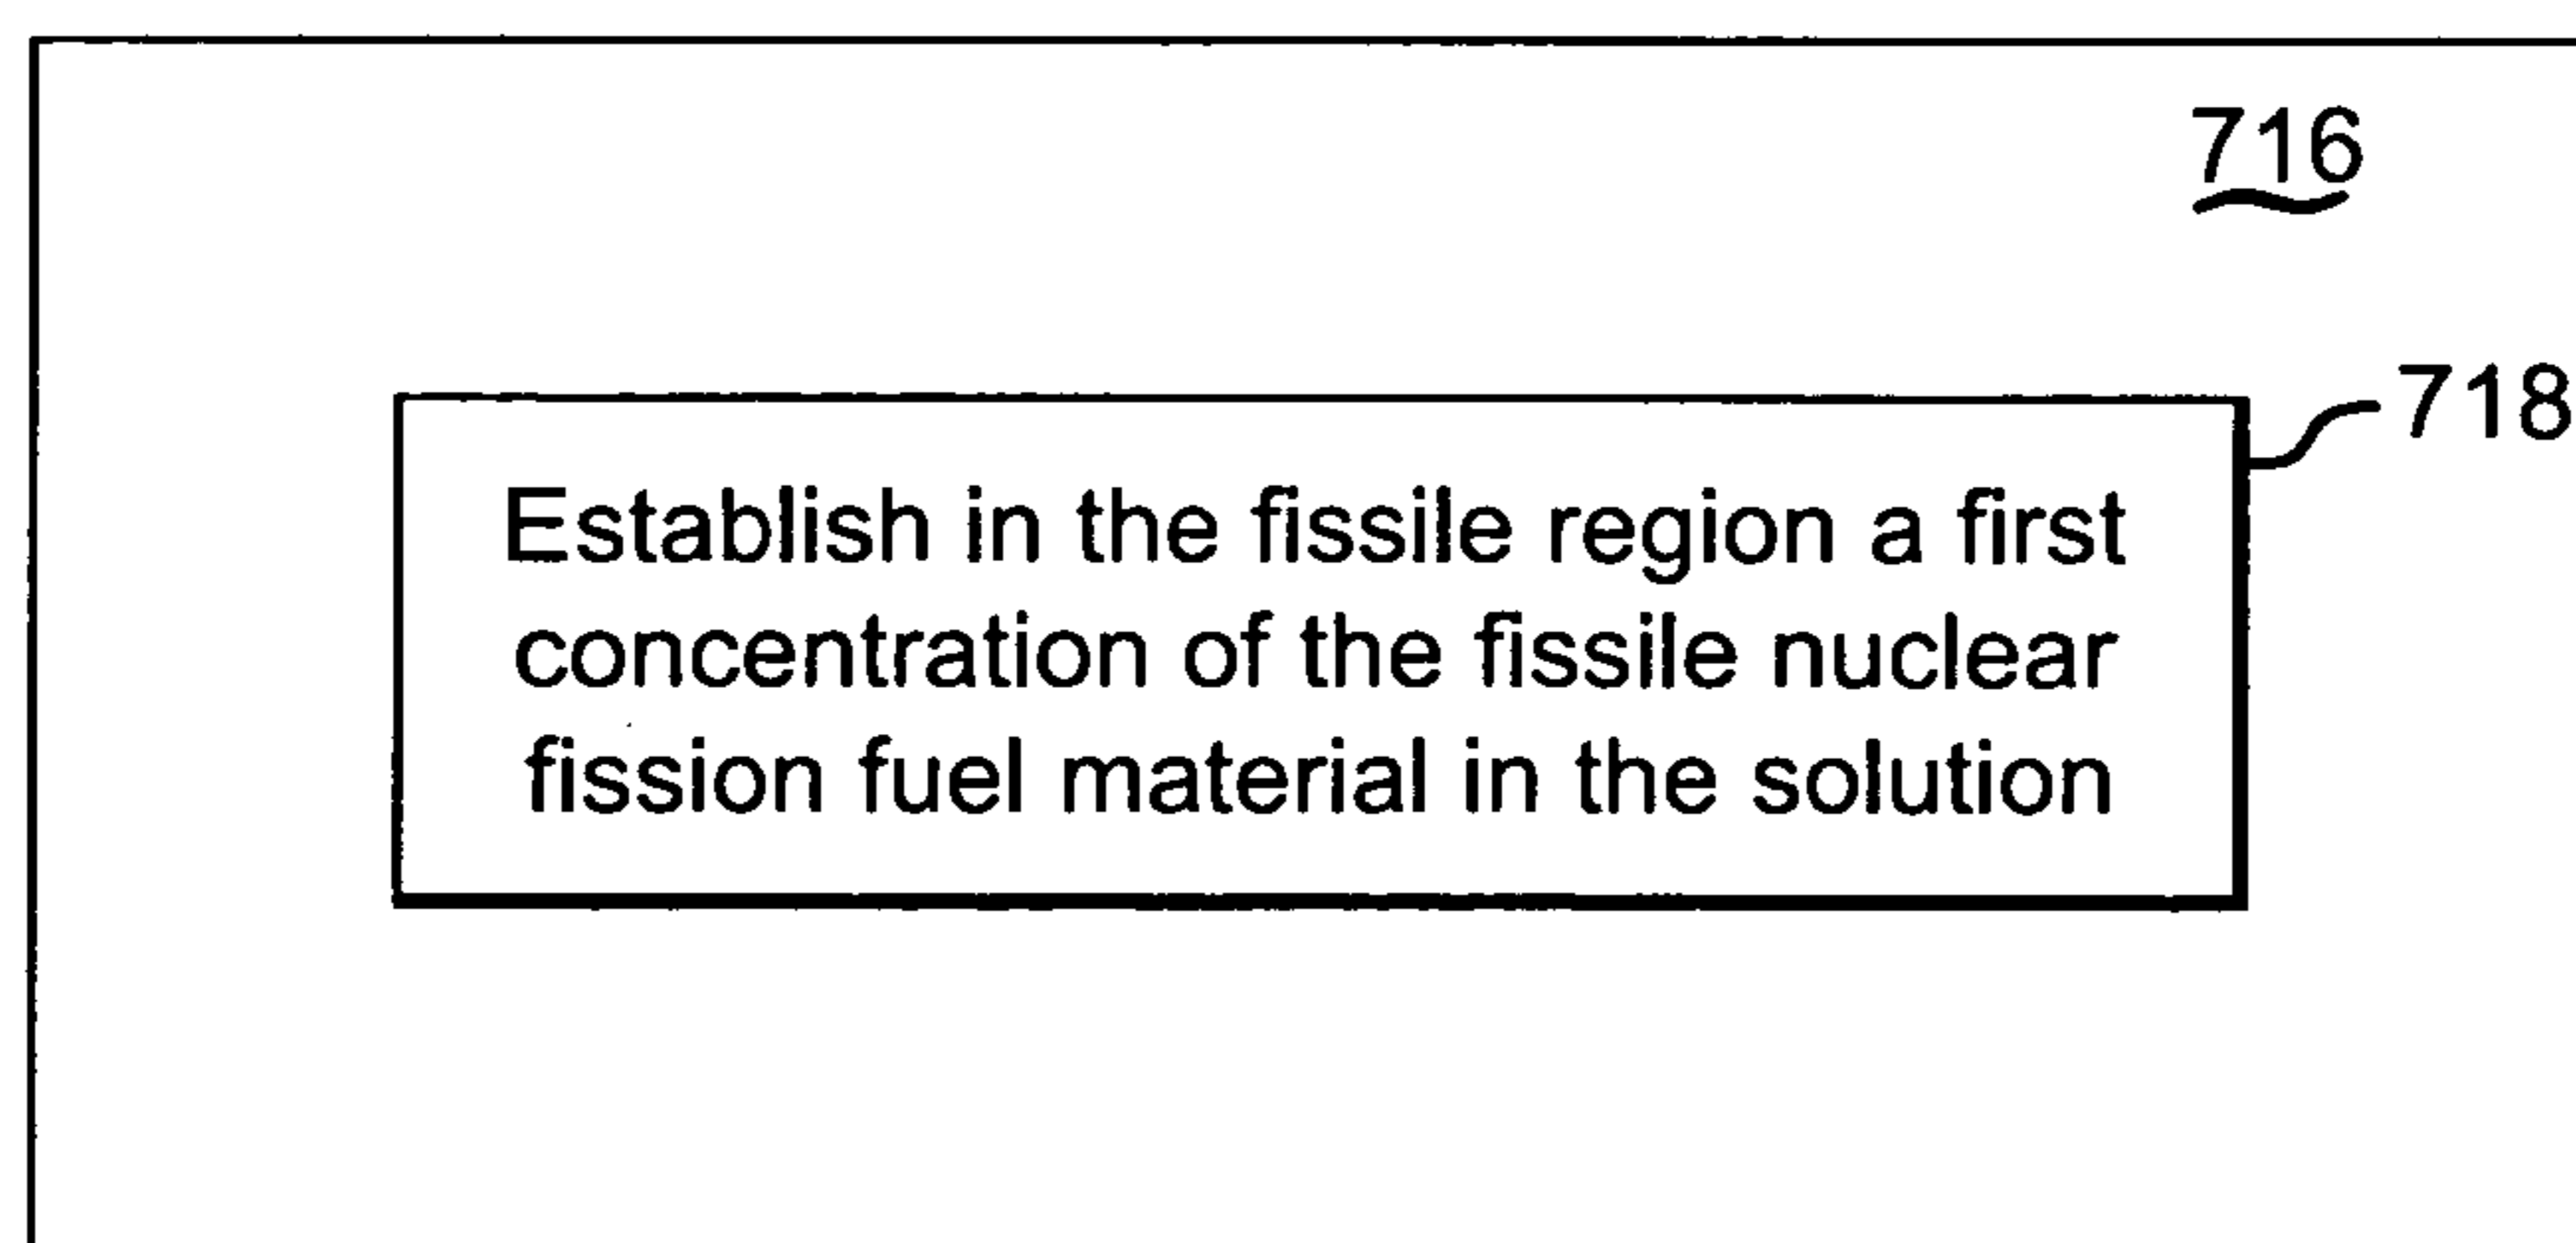 716
718
Establish in the fissile region a first
concentration of the fissile nuclear
fission fuel material in the solution